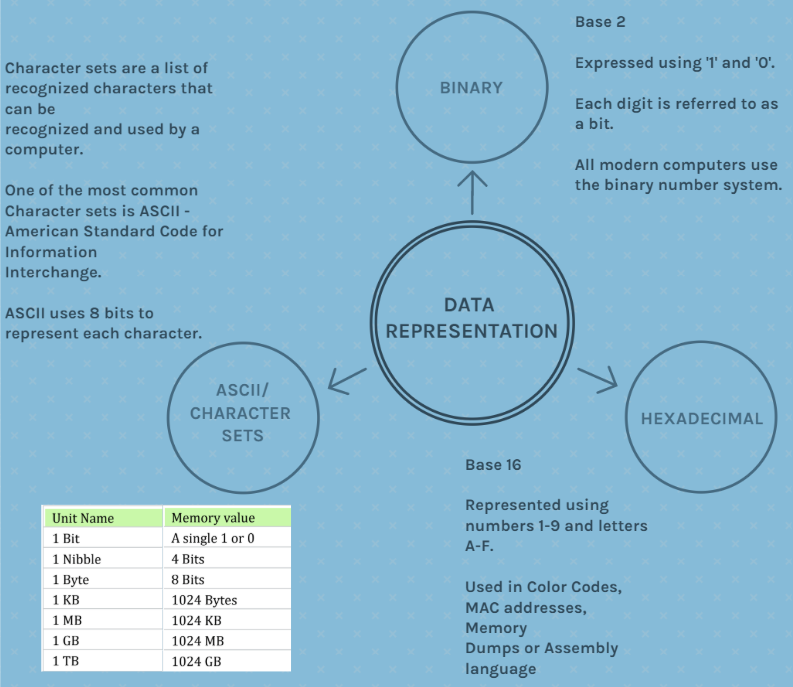 Character sets are a list of
recognized characters that
can be
recognized and used by a
computer.
One of the most common
Character sets is ASCII -
American Standard Code for
Information
Interchange.
ASCII uses 8 bits to
represent each character.
BINARY
Base 2
Expressed using '1' and '0'.
Each digit is referred to as
a bit.
All modern computers use
the binary number system.
DATA
REPRESENTATION
ASCII/
CHARACTER
SETS
HEXADECIMAL
Base 16
Represented using
numbers 1-9 and letters
A-F.
Used in Color Codes,
MAC addresses,
Memory
Dumps or Assembly
language
Unit Name Memory value
1 Bit A single 1 or 0
1 Nibble 4 Bits
1 Byte 8 Bits
1 KB 1024 Bytes
1 MB 1024 KB
1 GB 1024 MB
1 TB 1024 GB